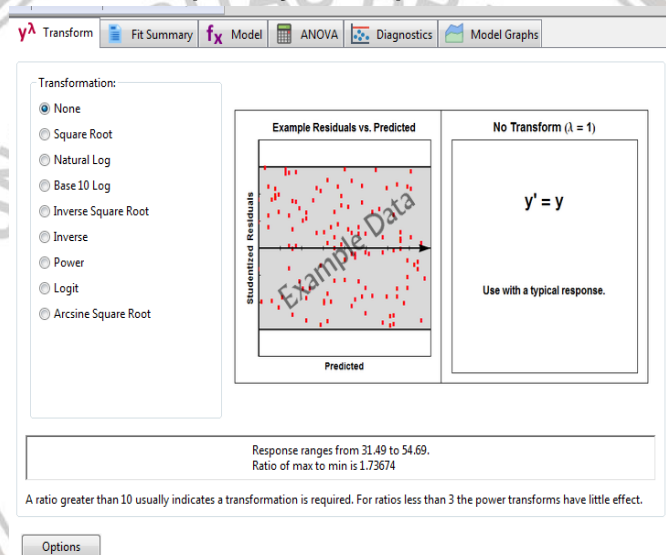 yλ Transform Fit Summary fx Model ANOVA Diagnostics Model Graphs
Transformation:
None
Square Root
Natural Log
Base 10 Log
Inverse Square Root
Inverse
Power
Logit
Arcsine Square Root
Example Residuals vs. Predicted
Studentized Residuals
Example Data
Predicted
No Transform (λ = 1)
y' = y
Use with a typical response.
Response ranges from 31.49 to 54.69.
Ratio of max to min is 1.73674
A ratio greater than 10 usually indicates a transformation is required. For ratios less than 3 the power transforms have little effect.
Options